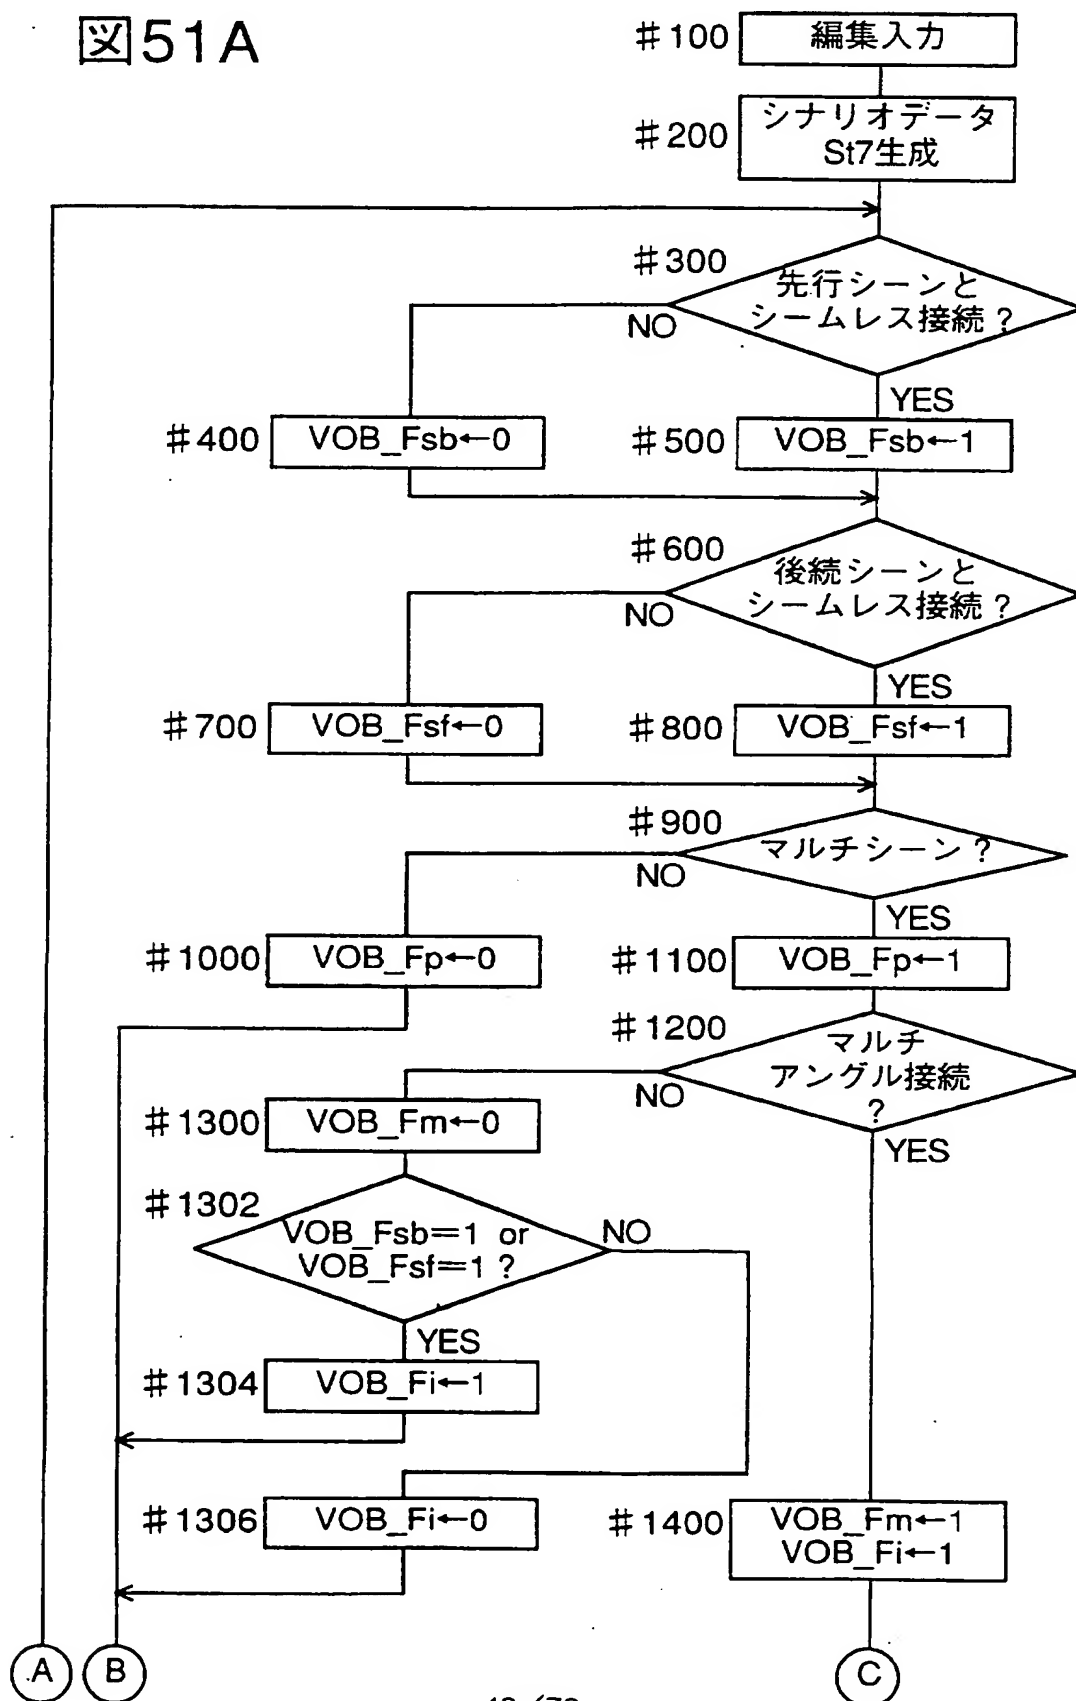 図51A
#100
編集入力
#200
シナリオデータ
St7生成
#300
先行シーンと
シームレス接続?
NO
YES
#400
VOB_Fsb←0
#500
VOB_Fsb←1
#600
後続シーンと
シームレス接続?
NO
YES
#700
VOB_Fsf←0
#800
VOB_Fsf←1
#900
マルチシーン?
NO
YES
#1000
VOB_Fp←0
#1100
VOB_Fp←1
#1200
マルチ
アングル接続
?
NO
YES
#1300
VOB_Fm←0
#1302
VOB_Fsb=1 or
VOB_Fsf=1?
NO
YES
#1304
VOB_Fi←1
#1306
VOB_Fi←0
#1400
VOB_Fm←1
VOB_Fi←1
A
B
C